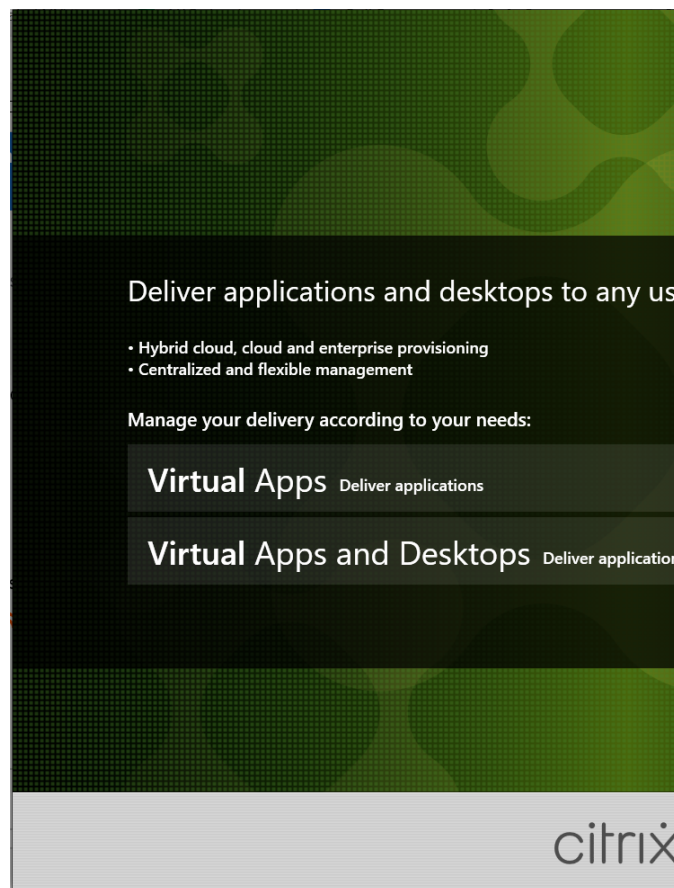 Deliver applications and desktops to any us
• Hybrid cloud, cloud and enterprise provisioning
• Centralized and flexible management
Manage your delivery according to your needs:
Virtual Apps Deliver applications
Virtual Apps and Desktops Deliver application
citrix